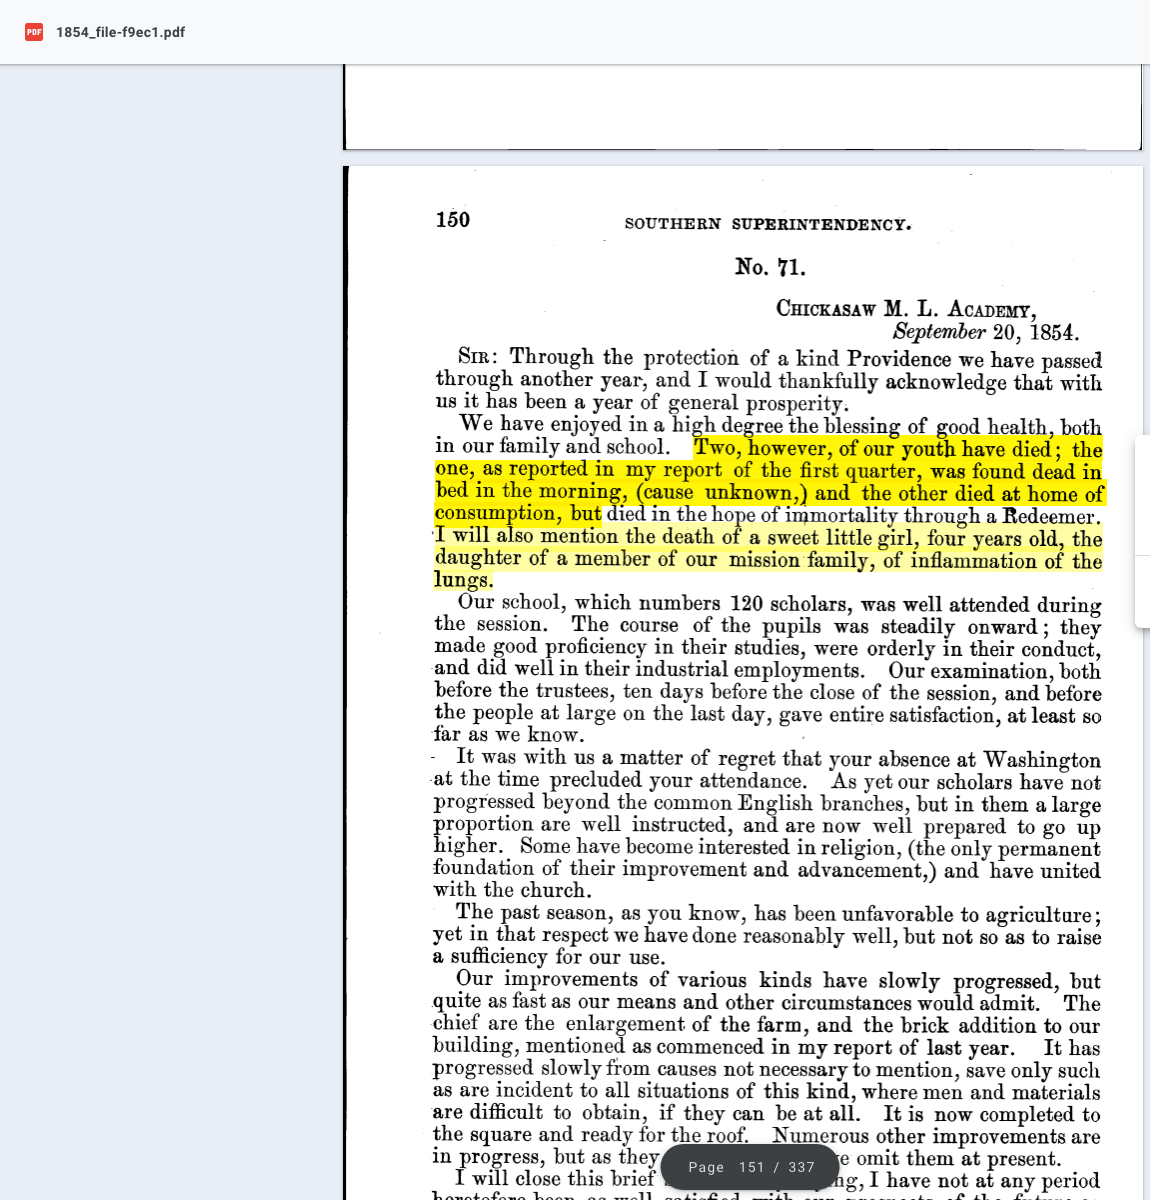 1854_file-f9ec1.pdf
150
SOUTHERN SUPERINTENDENCY.
No. 71.
CHICKASAW M. L. ACADEMY,
September 20, 1854.
SIR: Through the protection of a kind Providence we have passed
through another year, and I would thankfully acknowledge that with
us it has been a year of general prosperity.
We have enjoyed in a high degree the blessing of good health, both
in our family and school. Two, however, of our youth have died; the
one, as reported in my report of the first quarter, was found dead in
bed in the morning, (cause unknown,) and the other died at home of
consumption, but died in the hope of immortality through a Redeemer.
I will also mention the death of a sweet little girl, four years old, the
daughter of a member of our mission family, of inflammation of the
lungs.
Our school, which numbers 120 scholars, was well attended during
the session. The course of the pupils was steadily onward; they
made good proficiency in their studies, were orderly in their conduct,
and did well in their industrial employments. Our examination, both
before the trustees, ten days before the close of the session, and before
the people at large on the last day, gave entire satisfaction, at least so
far as we know.
It was with us a matter of regret that your absence at Washington
at the time precluded your attendance. As yet our scholars have not
progressed beyond the common English branches, but in them a large
proportion are well instructed, and are now well prepared to go up
higher. Some have become interested in religion, (the only permanent
foundation of their improvement and advancement,) and have united
with the church.
The past season, as you know, has been unfavorable to agriculture;
yet in that respect we have done reasonably well, but not so as to raise
a sufficiency for our use.
Our improvements of various kinds have slowly progressed, but
quite as fast as our means and other circumstances would admit. The
chief are the enlargement of the farm, and the brick addition to our
building, mentioned as commenced in my report of last year. It has
progressed slowly from causes not necessary to mention, save only such
as are incident to all situations of this kind, where men and materials
are difficult to obtain, if they can be at all. It is now completed to
the square and ready for the roof. Numerous other improvements are
in progress, but as they omit them at present.
I will close this brief I have not at any period
Page 151 / 337